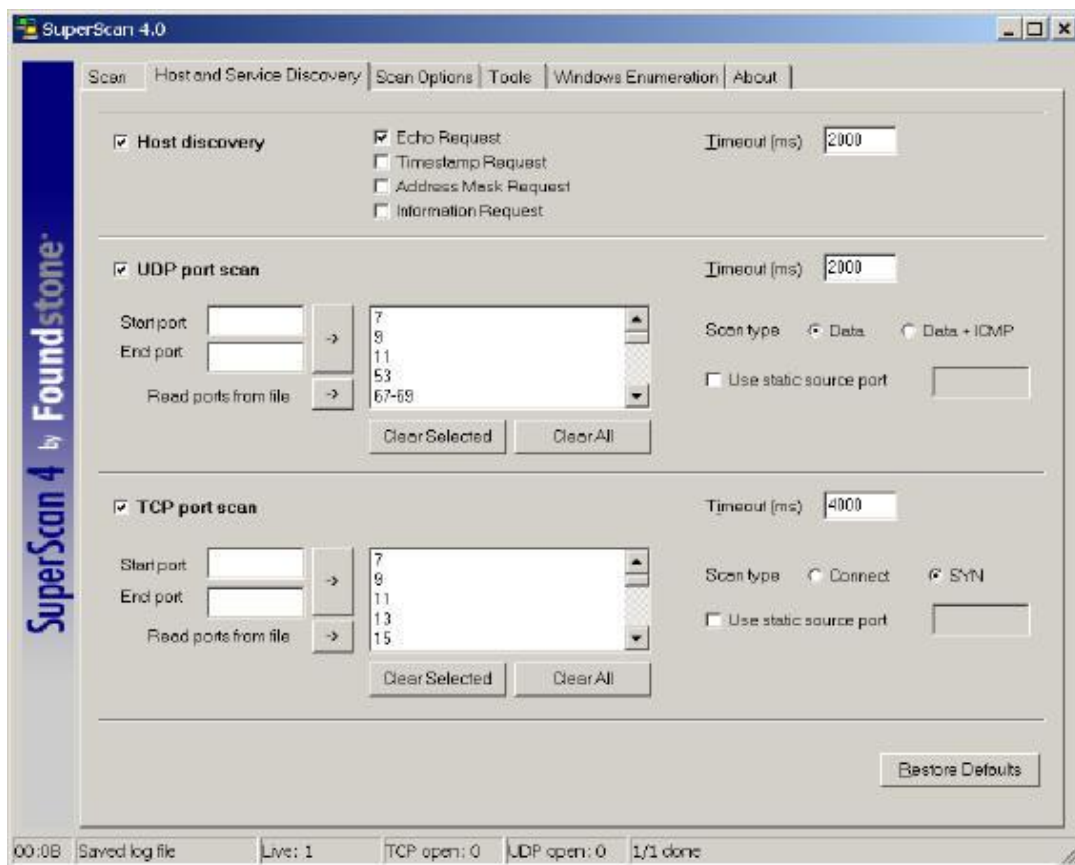 SuperScan 4.0
Scan
Host and Service Discovery
Scan Options
Tools
Windows Enumeration
About
Host discovery
Echo Request
Timestamp Request
Address Mask Request
Information Request
Timeout (ms)
2000
UDP port scan
Timeout (ms)
2000
Start port
End port
Read ports from file
->
->
7
9
11
53
67-69
Clear Selected
Clear All
Scan type
Data
Data + ICMP
Use static source port
TCP port scan
Timeout (ms)
4000
Start port
End port
Read ports from file
->
->
7
9
11
13
15
Clear Selected
Clear All
Scan type
Connect
SYN
Use static source port
Restore Defaults
SuperScan 4 by Foundstone
00:0B
Saved log file
Live: 1
TCP open: 0
UDP open: 0
1/1 done